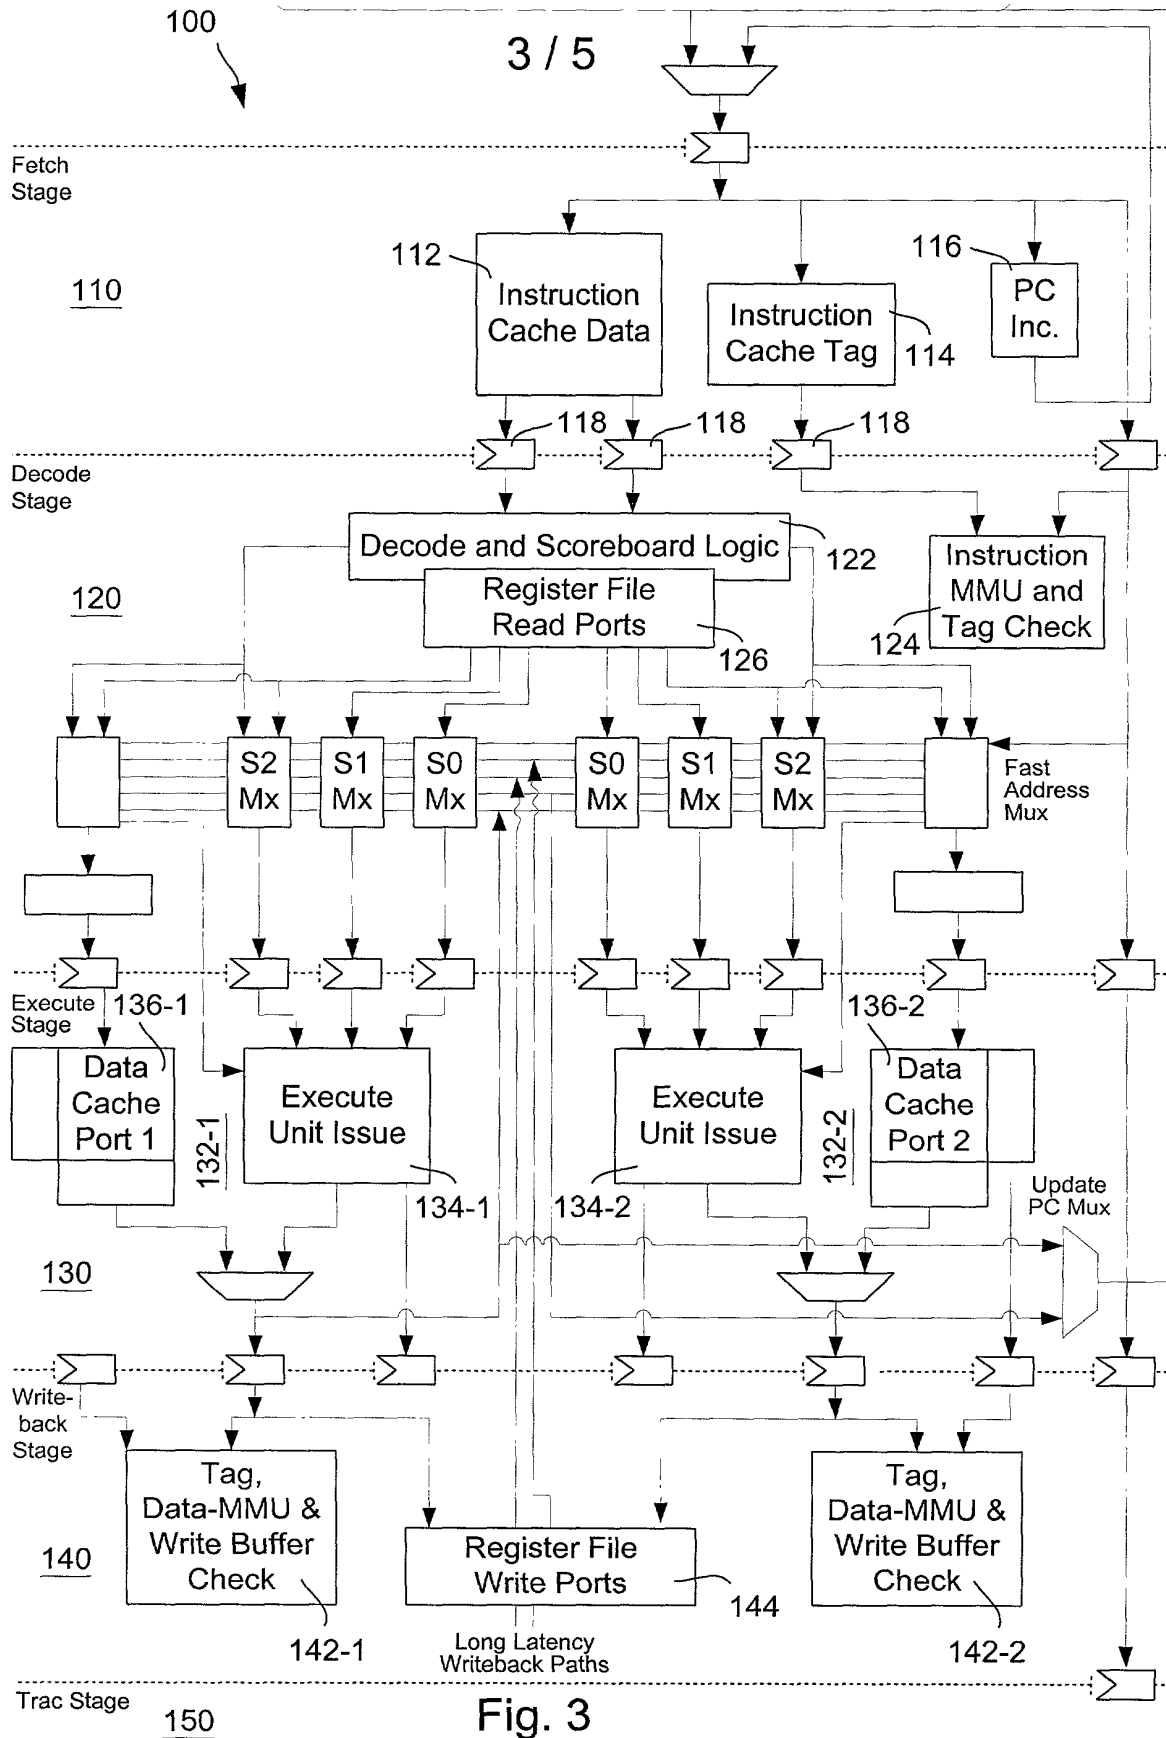 100
3 / 5
Fetch
Stage
112
116
110
Instruction
Cache Data
PC
Inc.
Instruction
Cache Tag
114
118
118
118
Decode
Stage
Decode and Scoreboard Logic
122
Instruction
MMU and
Tag Check
124
120
Register File
Read Ports
126
S2
Mx
S1
Mx
S0
Mx
S0
Mx
S1
Mx
S2
Mx
Fast
Address
Mux
Execute
Stage
136-1
136-2
Data
Cache
Port 1
132-1
Execute
Unit Issue
Execute
Unit Issue
132-2
Data
Cache
Port 2
134-1
134-2
Update
PC Mux
130
Write-
back
Stage
Tag,
Data-MMU &
Write Buffer
Check
Tag,
Data-MMU &
Write Buffer
Check
140
Register File
Write Ports
144
142-1
Long Latency
Writeback Paths
142-2
Trac Stage
150
Fig. 3